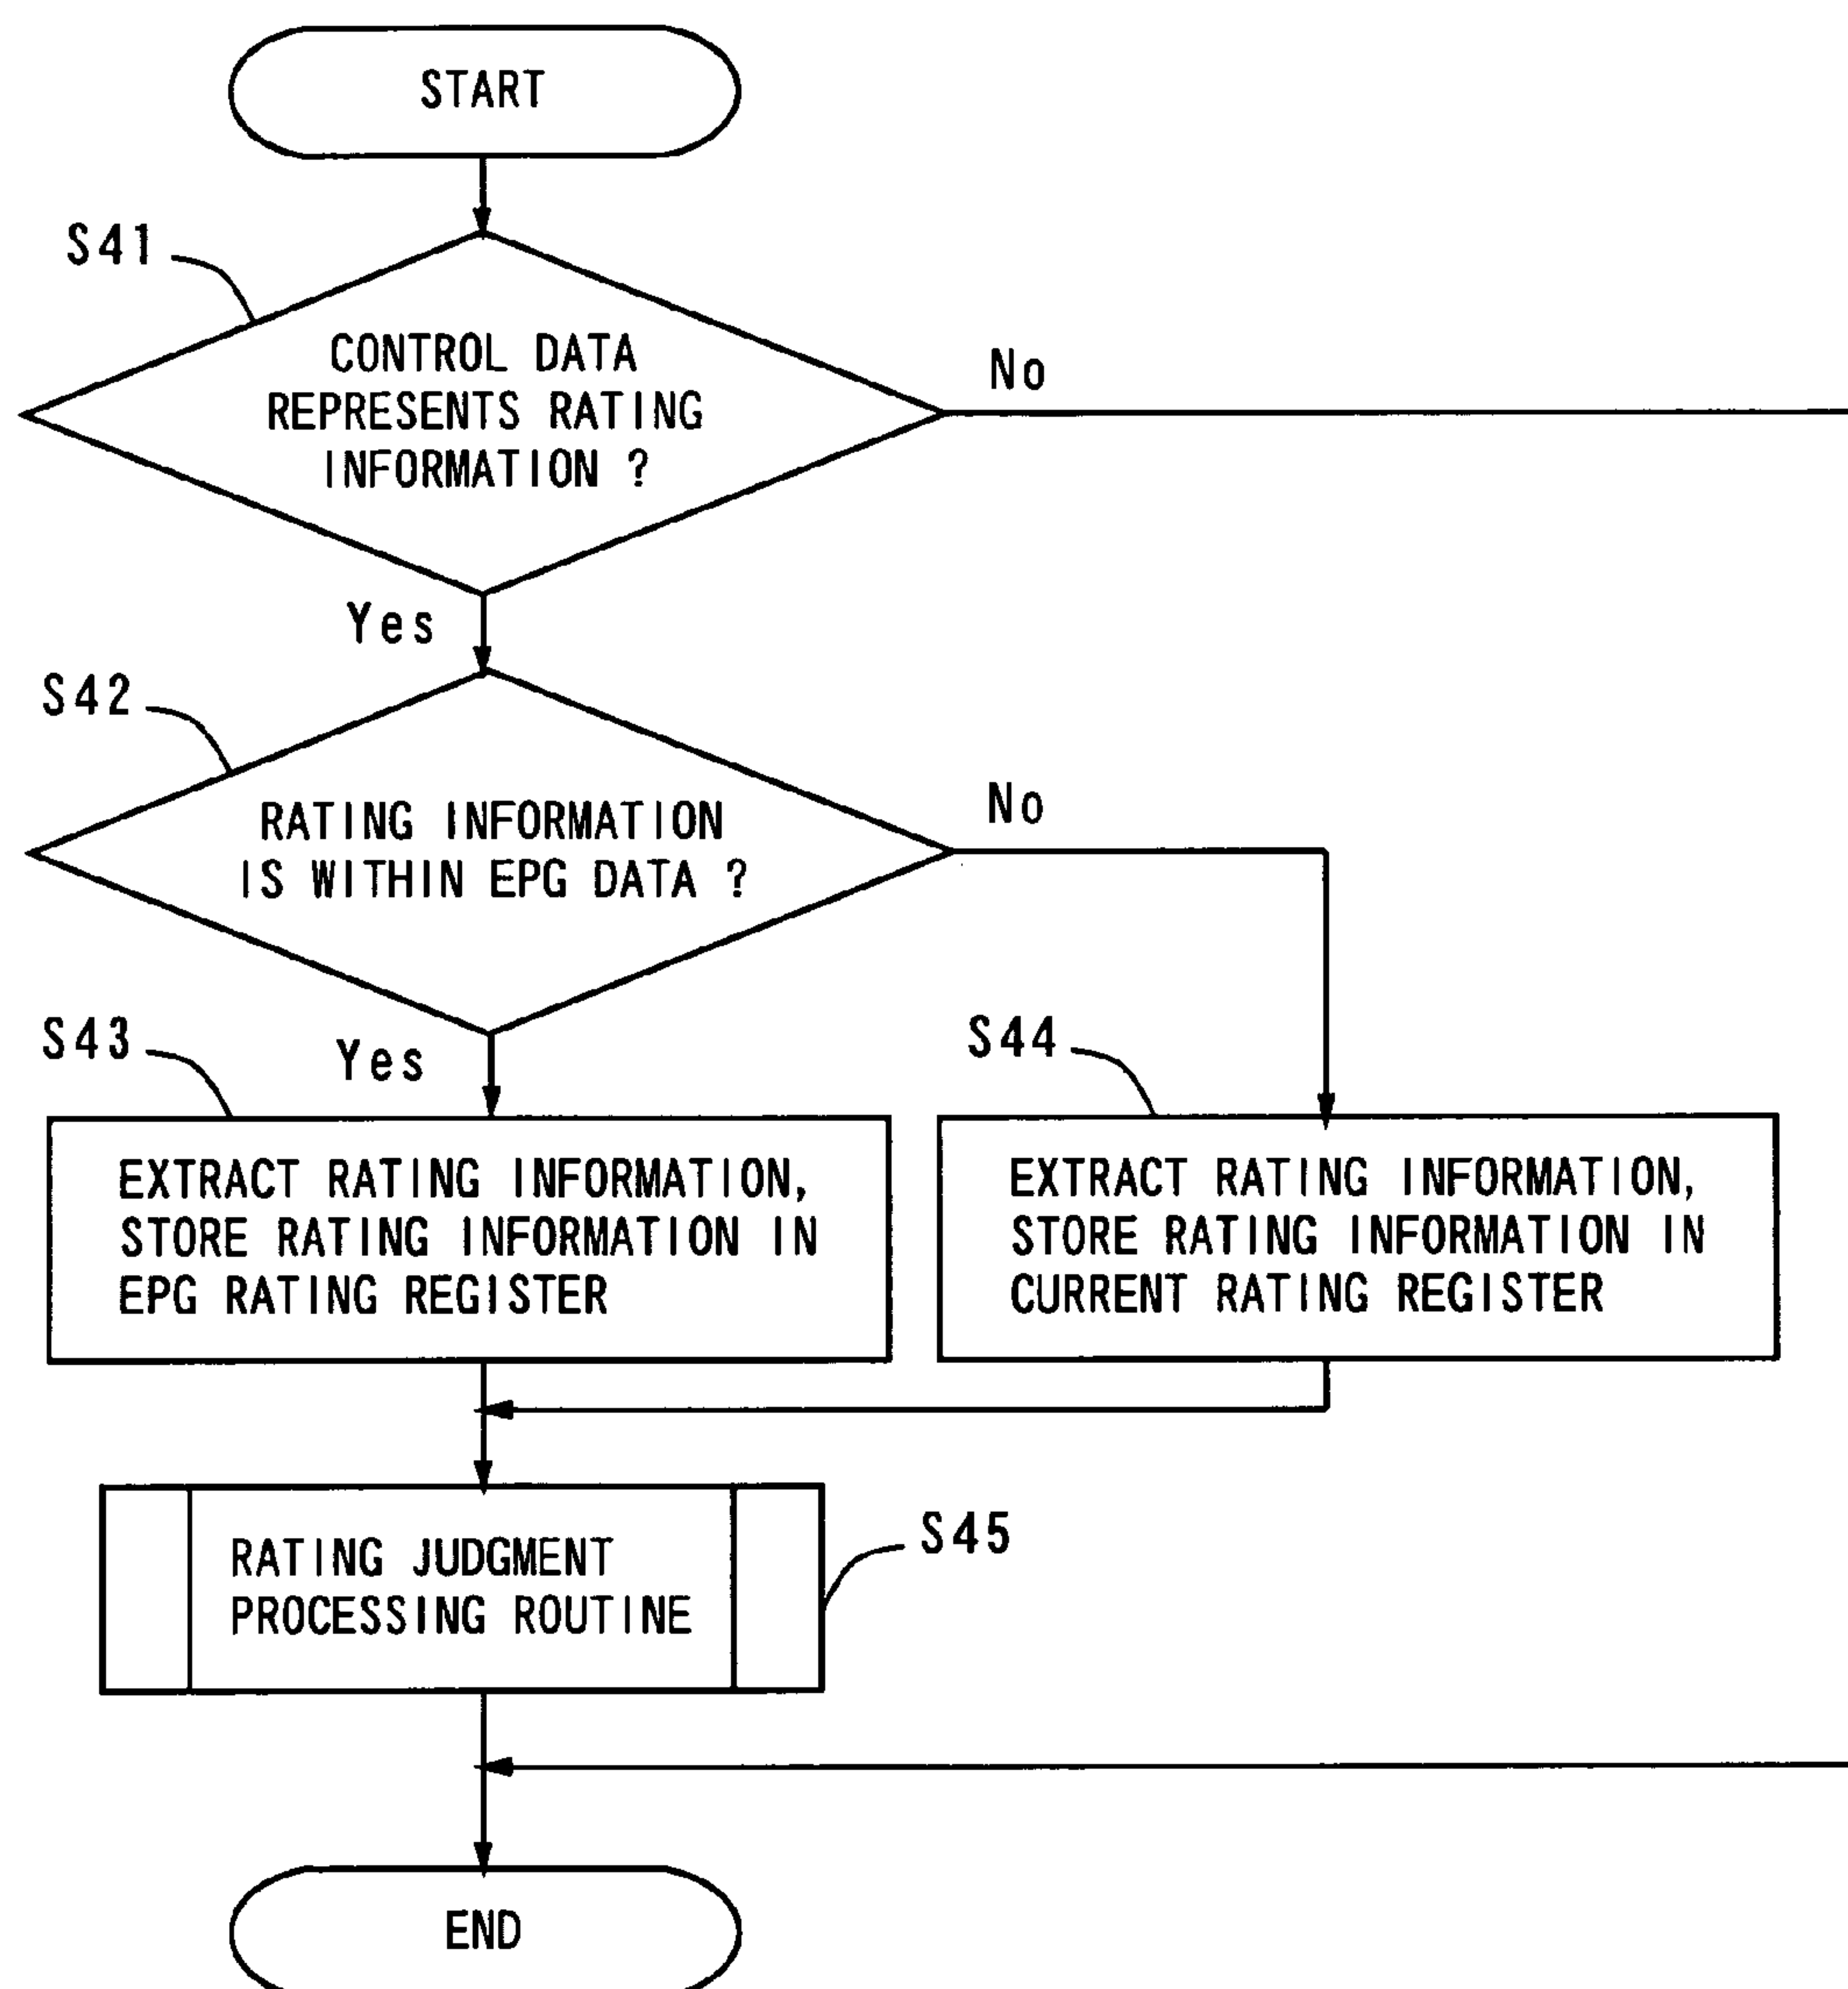 START
S41
CONTROL DATA
REPRESENTS RATING
INFORMATION ?
No
Yes
S42
RATING INFORMATION
IS WITHIN EPG DATA ?
No
Yes
S43
EXTRACT RATING INFORMATION,
STORE RATING INFORMATION IN
EPG RATING REGISTER
S44
EXTRACT RATING INFORMATION,
STORE RATING INFORMATION IN
CURRENT RATING REGISTER
RATING JUDGMENT
PROCESSING ROUTINE
S45
END